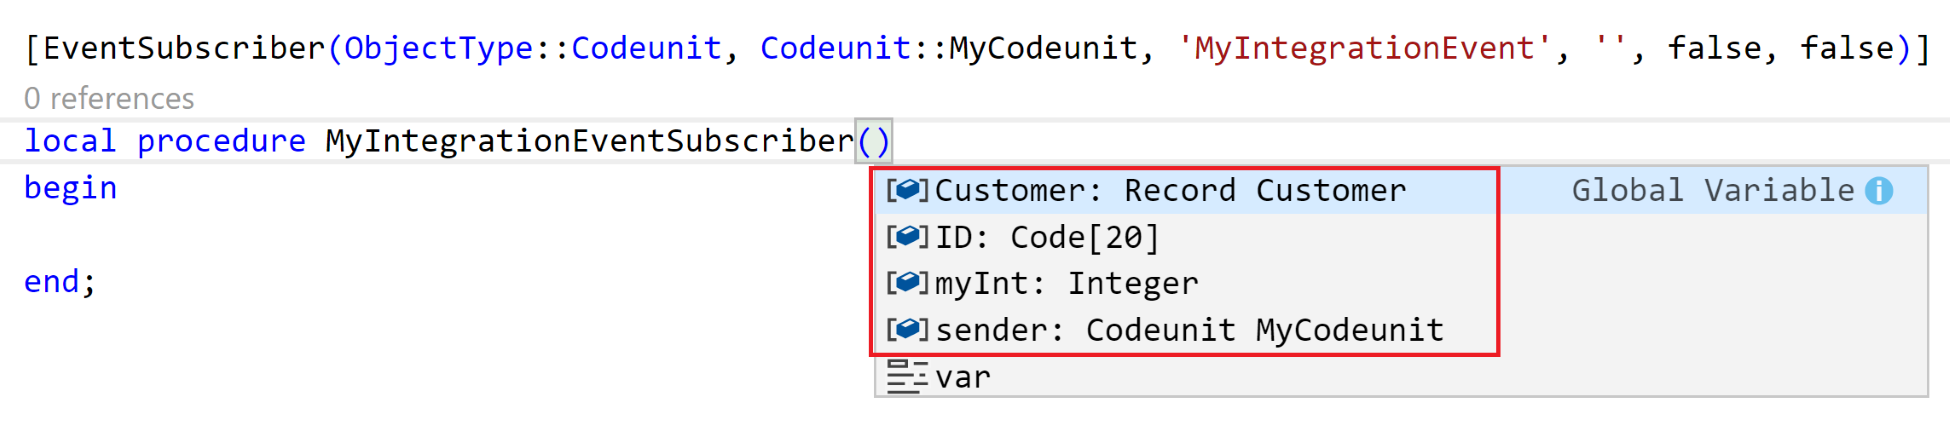 [EventSubscriber(ObjectType::Codeunit, Codeunit::MyCodeunit, 'MyIntegrationEvent', '', false, false)]
0 references
local procedure MyIntegrationEventSubscriber()
begin
Customer: Record Customer Global Variable
ID: Code[20]
myInt: Integer
end;
sender: Codeunit MyCodeunit
var